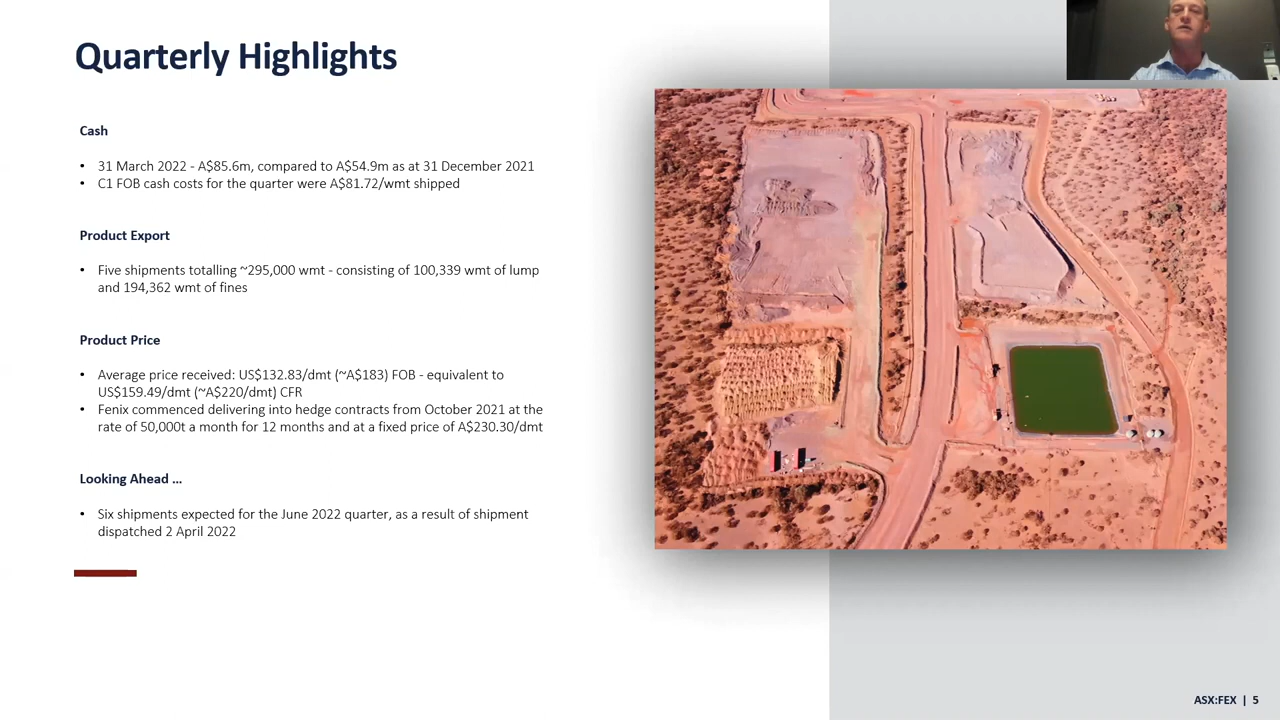 Quarterly Highlights
Cash
• 31 March 2022 - A$85.6m, compared to A$54.9m as at 31 December 2021
• C1 FOB cash costs for the quarter were A$81.72/wmt shipped
Product Export
• Five shipments totalling ~295,000 wmt - consisting of 100,339 wmt of lump
and 194,362 wmt of fines
Product Price
• Average price received: US$132.83/dmt (~A$183) FOB - equivalent to
US$159.49/dmt (~A$220/dmt) CFR
• Fenix commenced delivering into hedge contracts from October 2021 at the
rate of 50,000t a month for 12 months and at a fixed price of A$230.30/dmt
Looking Ahead ...
• Six shipments expected for the June 2022 quarter, as a result of shipment
dispatched 2 April 2022
ASX:FEX | 5